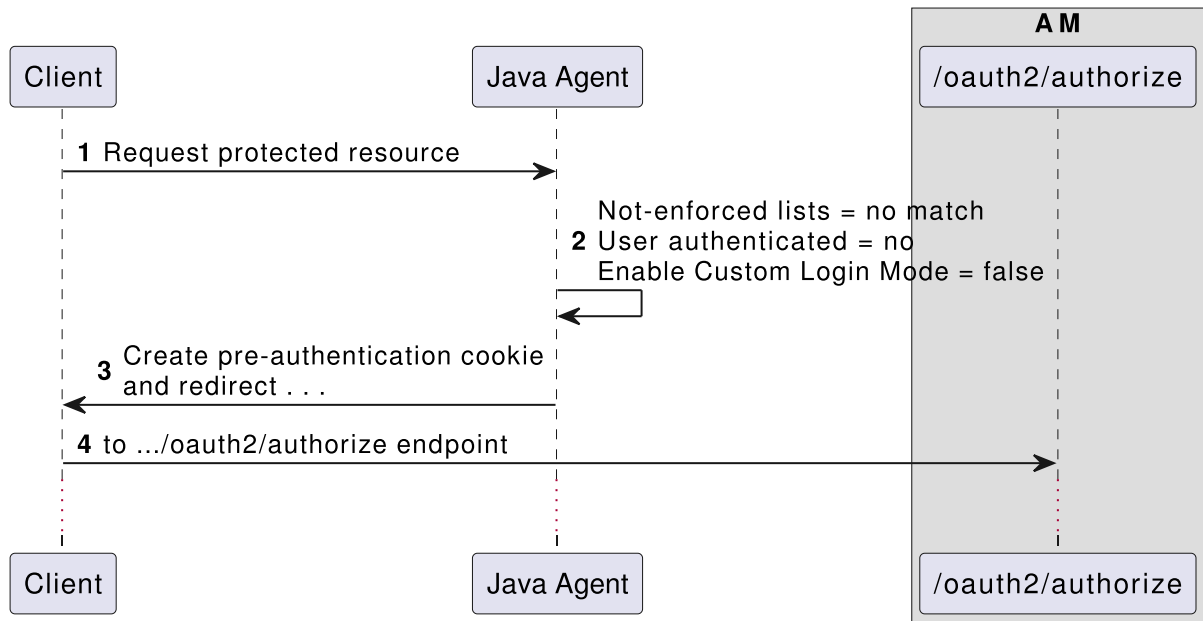 AM
Client
Java Agent
/oauth2/authorize
1 Request protected resource
Not-enforced lists = no match
2 User authenticated = no
Enable Custom Login Mode = false
3 Create pre-authentication cookie
and redirect . . .
4 to .../oauth2/authorize endpoint
Client
Java Agent
/oauth2/authorize